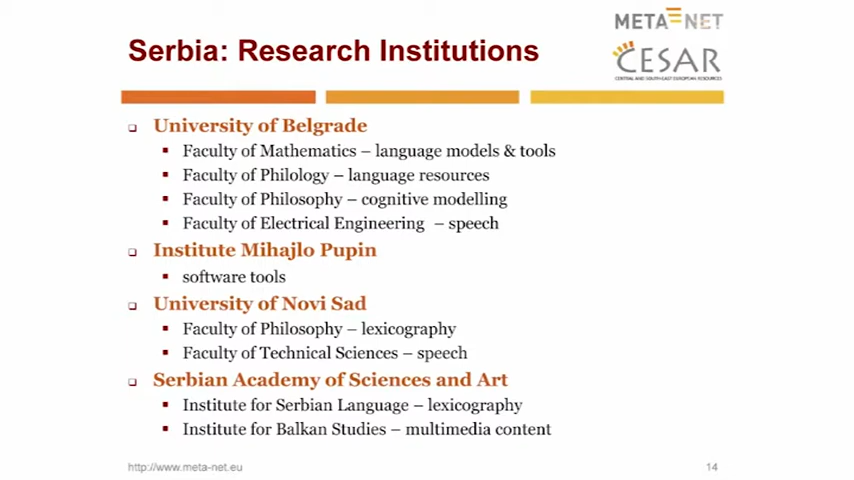 META NET
Serbia: Research Institutions
CESAR
CENTRAL AND SOUTH-EAST EUROPEAN RESOURCES
University of Belgrade
Faculty of Mathematics – language models & tools
Faculty of Philology – language resources
Faculty of Philosophy – cognitive modelling
Faculty of Electrical Engineering – speech
Institute Mihajlo Pupin
software tools
University of Novi Sad
Faculty of Philosophy – lexicography
Faculty of Technical Sciences – speech
Serbian Academy of Sciences and Art
Institute for Serbian Language – lexicography
Institute for Balkan Studies – multimedia content
http://www.meta-net.eu
14